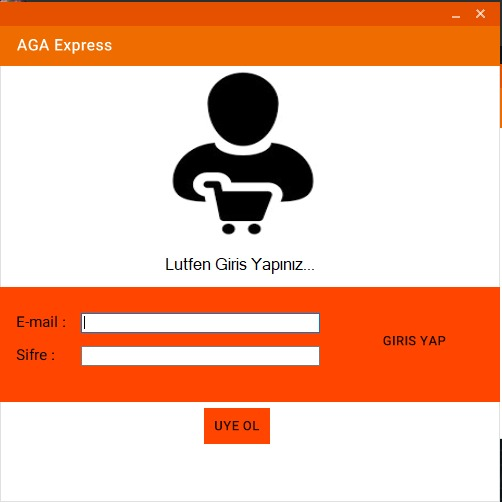 AGA Express
Lutfen Giris Yapınız...
E-mail :
Sifre :
GIRIS YAP
UYE OL